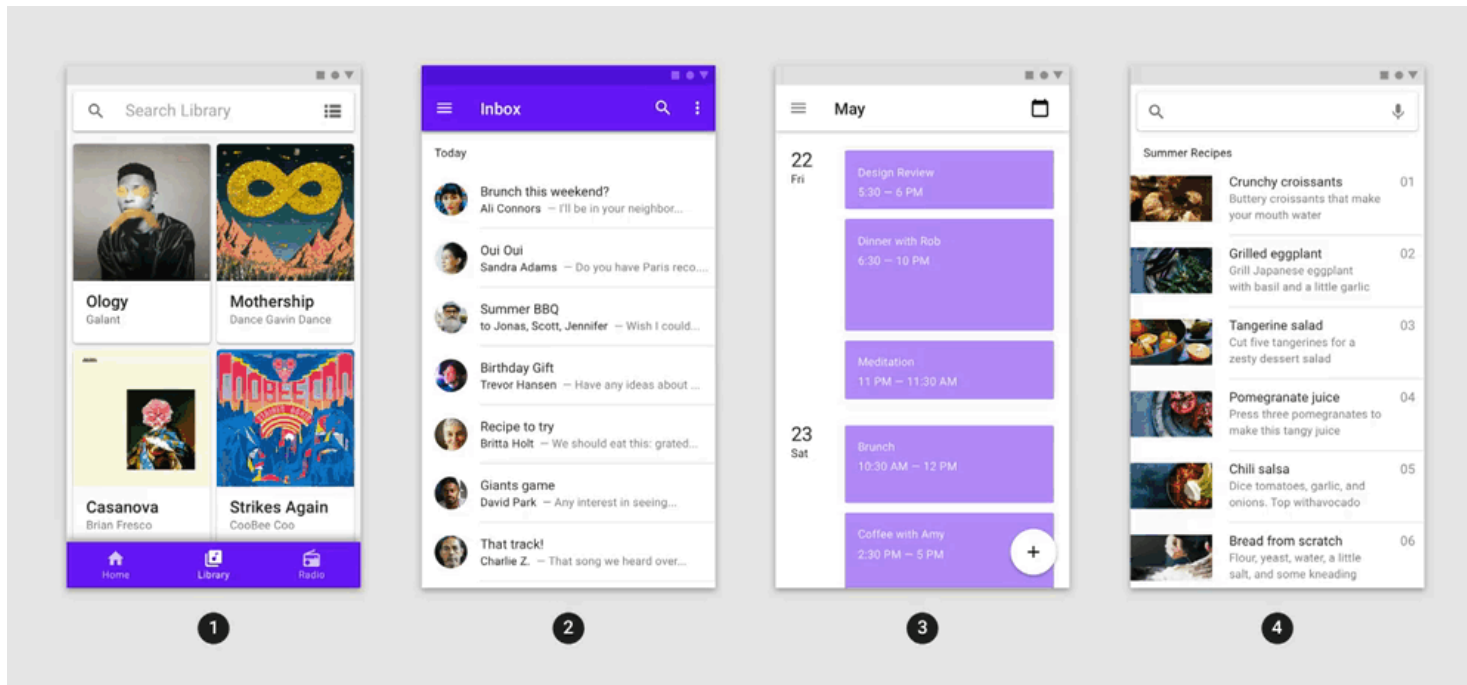 Search Library
Ology
Galant
Mothership
Dance Gavin Dance
COOBEE COO
STRIKES AGAIN
Casanova
Brian Fresco
Strikes Again
CooBee Coo
Home
Library
Radio
1
Inbox
Today
Brunch this weekend?
Ali Connors — I'll be in your neighbor...
Oui Oui
Sandra Adams — Do you have Paris reco....
Summer BBQ
to Jonas, Scott, Jennifer — Wish I could...
Birthday Gift
Trevor Hansen — Have any ideas about ...
Recipe to try
Britta Holt — We should eat this: grated...
Giants game
David Park — Any interest in seeing...
That track!
Charlie Z. — That song we heard over...
2
May
22
Fri
Design Review
5:30 — 6 PM
Dinner with Rob
6:30 — 10 PM
Meditation
11 PM — 11:30 AM
23
Sat
Brunch
10:30 AM — 12 PM
Coffee with Amy
2:30 PM — 5 PM
+
3
Summer Recipes
Crunchy croissants 01
Buttery croissants that make
your mouth water
Grilled eggplant 02
Grill Japanese eggplant
with basil and a little garlic
Tangerine salad 03
Cut five tangerines for a
zesty dessert salad
Pomegranate juice 04
Press three pomegranates to
make this tangy juice
Chili salsa 05
Dice tomatoes, garlic, and
onions. Top withavocado
Bread from scratch 06
Flour, yeast, water, a little
salt, and some kneading
4